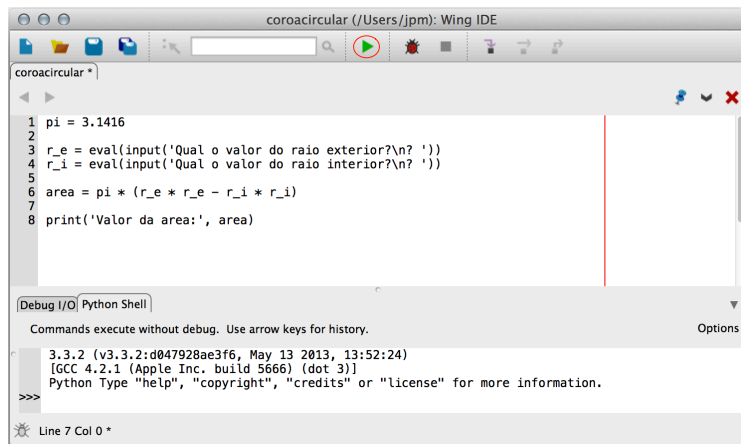 coroacircular (/Users/jpm): Wing IDE
coroacircular *
1 pi = 3.1416
2
3 r_e = eval(input('Qual o valor do raio exterior?\n? '))
4 r_i = eval(input('Qual o valor do raio interior?\n? '))
5
6 area = pi * (r_e * r_e - r_i * r_i)
7
8 print('Valor da area:', area)
Debug I/O Python Shell
Commands execute without debug. Use arrow keys for history. Options
3.3.2 (v3.3.2:d047928ae3f6, May 13 2013, 13:52:24)
[GCC 4.2.1 (Apple Inc. build 5666) (dot 3)]
Python Type "help", "copyright", "credits" or "license" for more information.
>>>
Line 7 Col 0 *